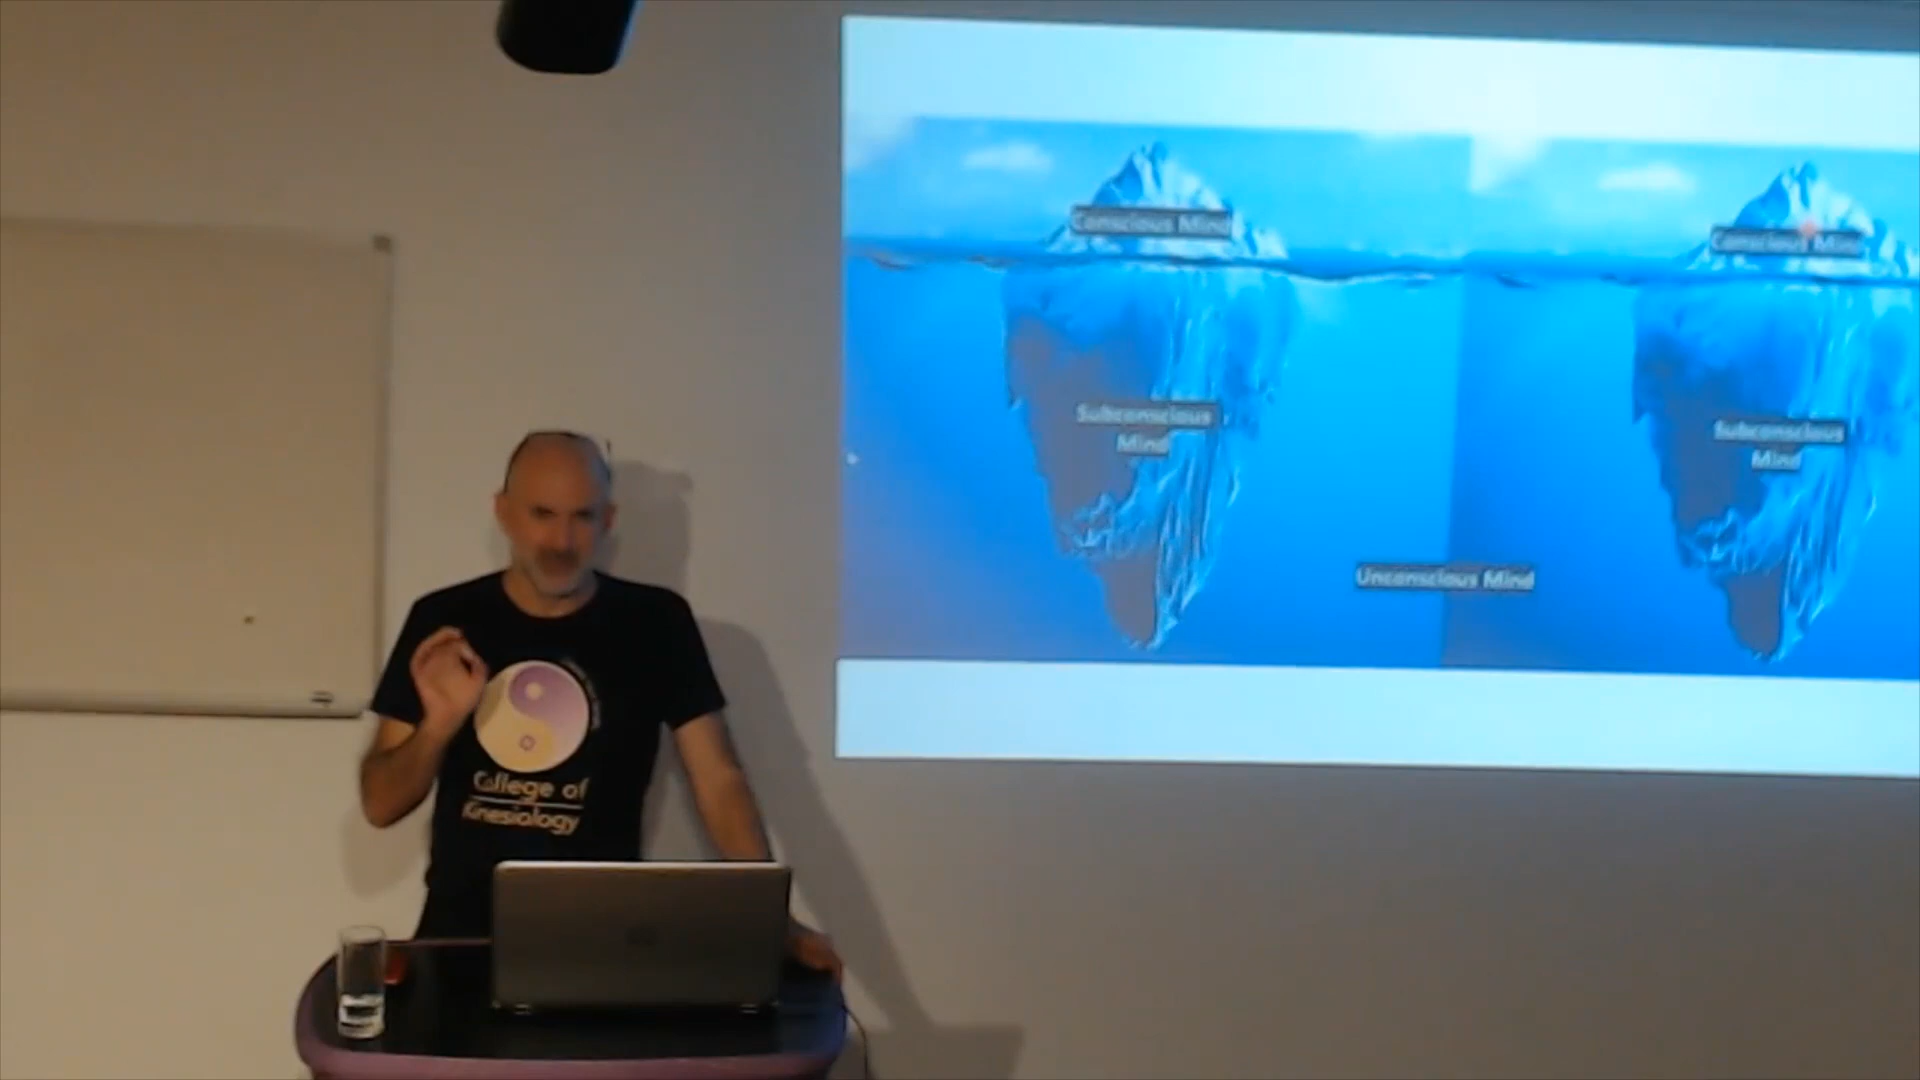 Conscious Mind
Conscious Mind
Subconscious
Mind
Subconscious
Mind
Unconscious Mind
College of
Kinesiology